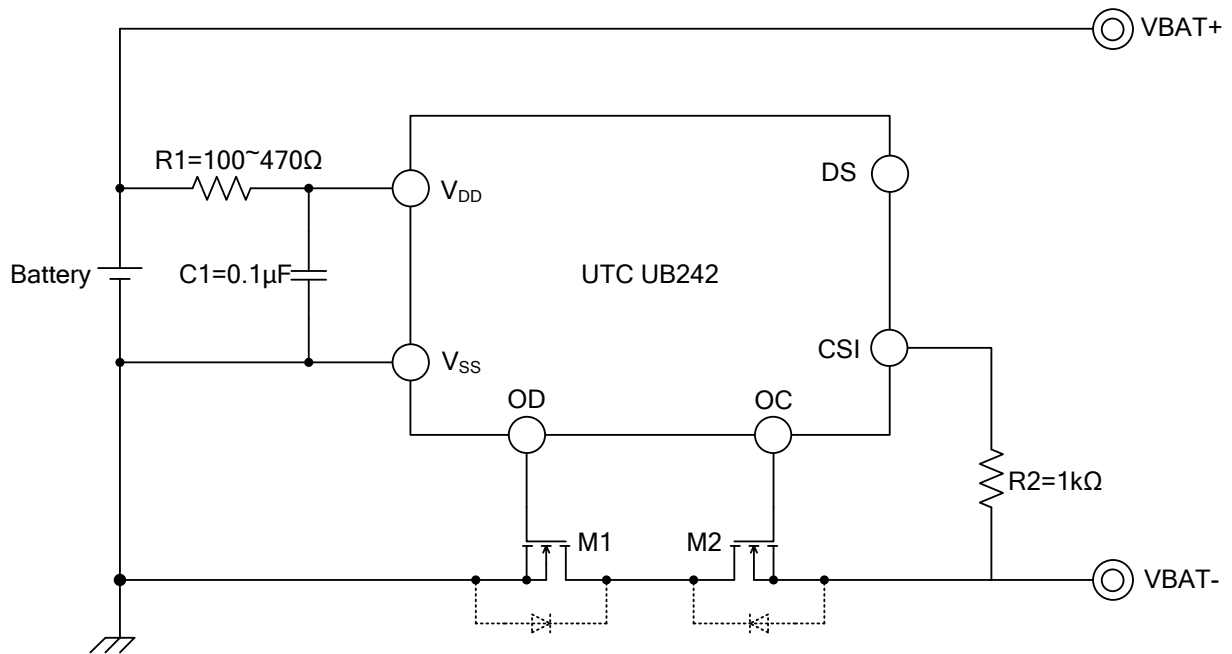 VBAT+
R1=100~470Ω
DS
VDD
Battery
C1=0.1µF
UTC UB242
CSI
VSS
OD
OC
R2=1kΩ
M1
M2
VBAT-